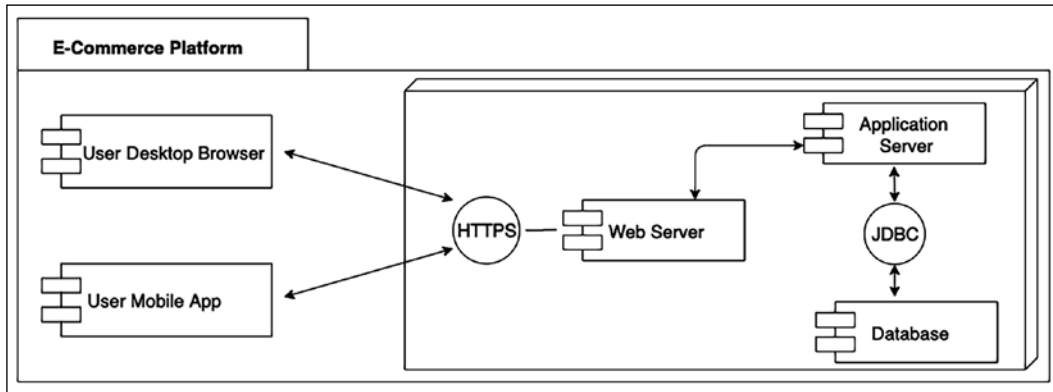 E-Commerce Platform
User Desktop Browser
User Mobile App
HTTPS
Web Server
Application
Server
JDBC
Database